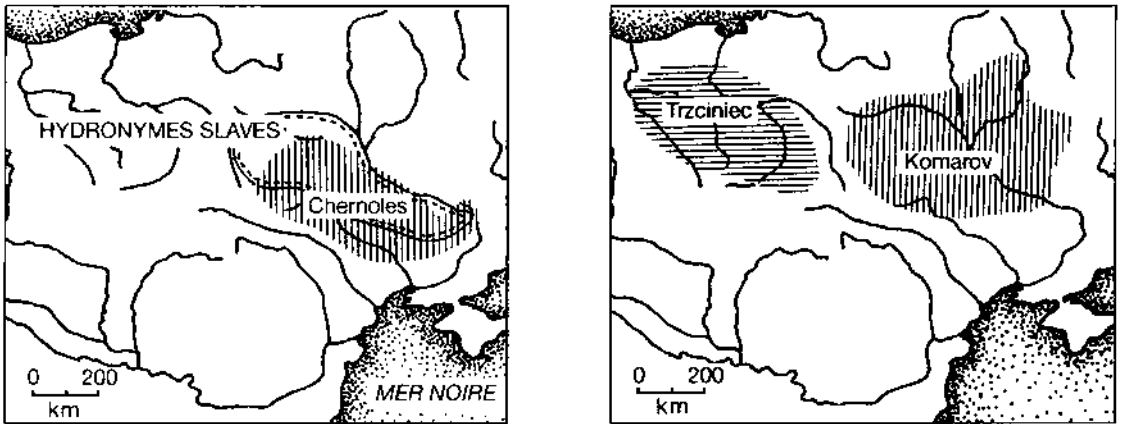 HYDRONYMES SLAVES
Chernoles
0 200
km
MER NOIRE
Trzciniec
Komarov
0 200
km